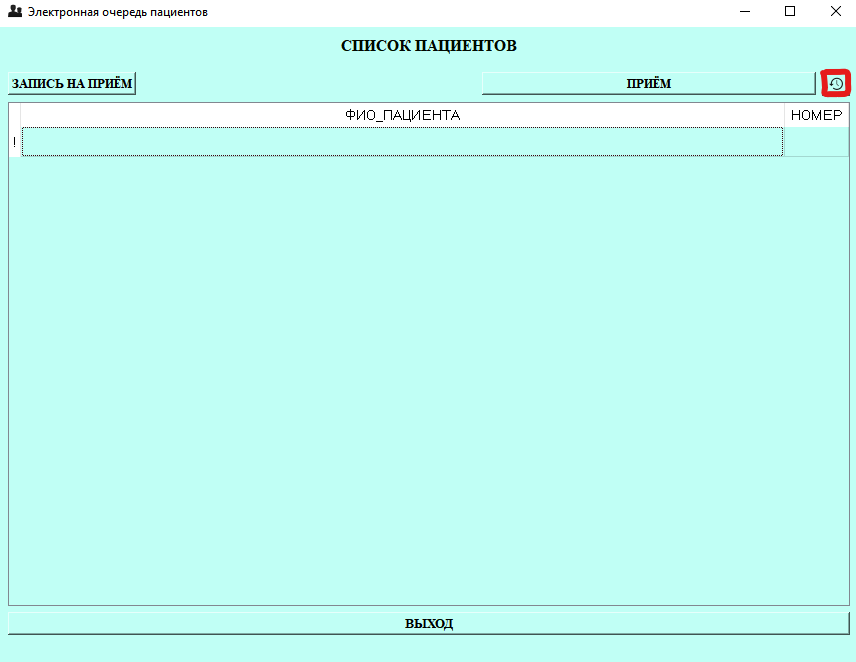 Электронная очередь пациентов
СПИСОК ПАЦИЕНТОВ
ЗАПИСЬ НА ПРИЁМ
ПРИЁМ
ФИО_ПАЦИЕНТА НОМЕР
!
ВЫХОД